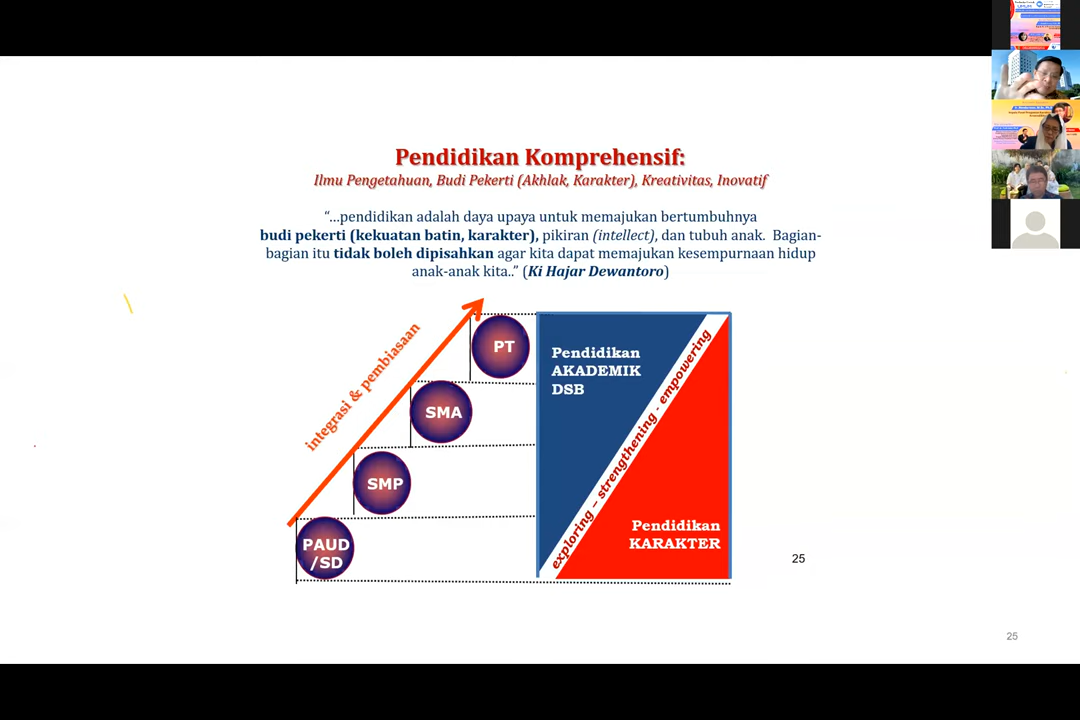 Pendidikan Komprehensif:
Ilmu Pengetahuan, Budi Pekerti (Akhlak, Karakter), Kreativitas, Inovatif
“...pendidikan adalah daya upaya untuk memajukan bertumbuhnya
budi pekerti (kekuatan batin, karakter), pikiran (intellect), dan tubuh anak. Bagian-
bagian itu tidak boleh dipisahkan agar kita dapat memajukan kesempurnaan hidup
anak-anak kita..” (Ki Hajar Dewantoro)
integrasi & pembiasaan
PT
SMA
SMP
PAUD
/SD
Pendidikan
AKADEMIK
DSB
exploring – strengthening - empowering
Pendidikan
KARAKTER
25
25